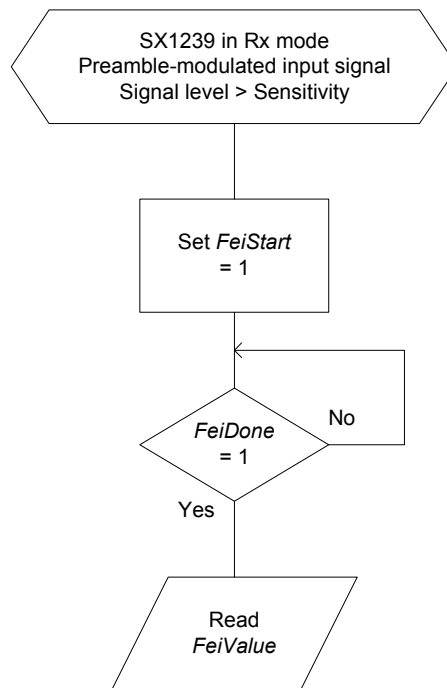 SX1239 in Rx mode
Preamble-modulated input signal
Signal level > Sensitivity
Set FeiStart
= 1
FeiDone
= 1
No
Yes
Read
FeiValue